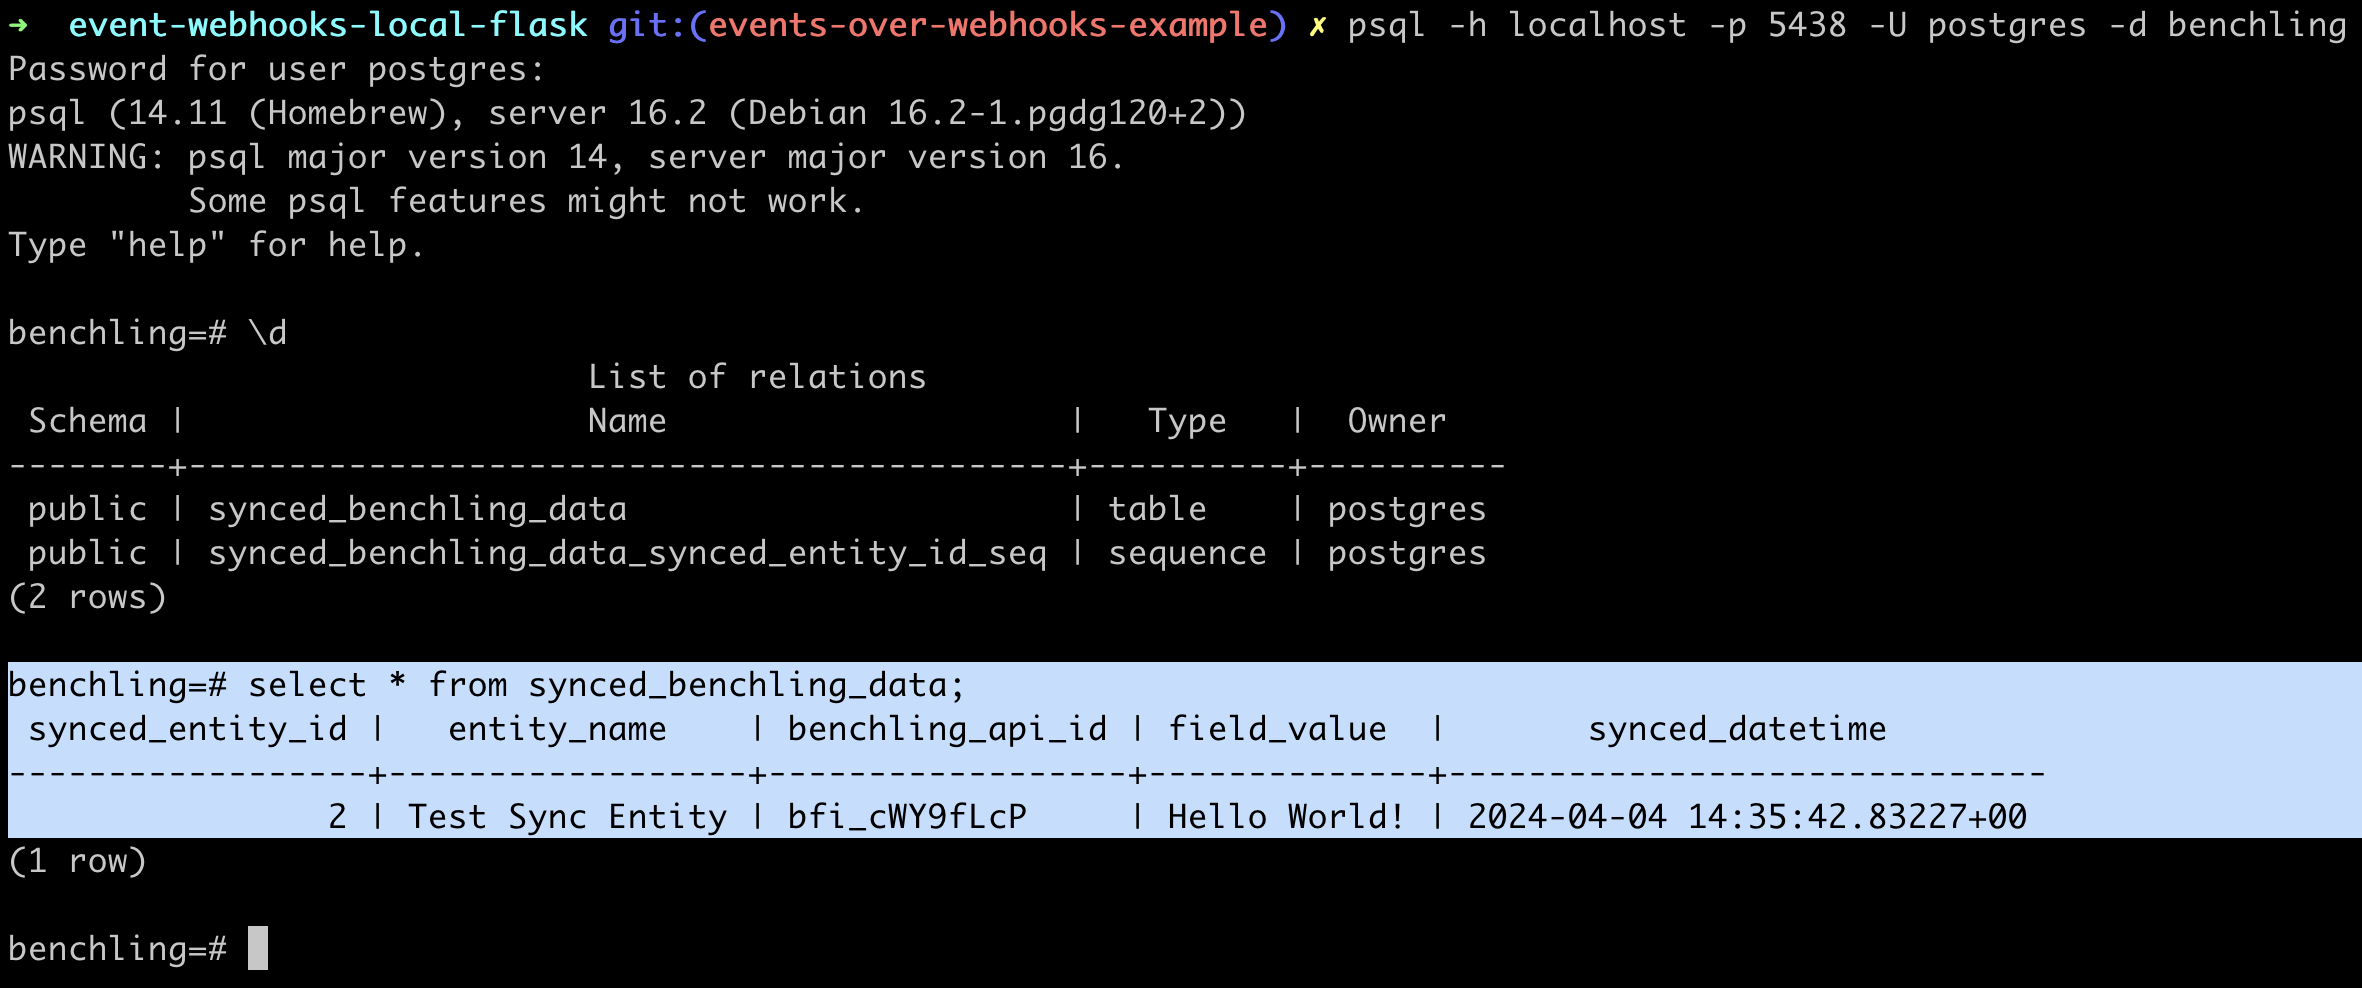 ➜  event-webhooks-local-flask git:(events-over-webhooks-example) ✗ psql -h localhost -p 5438 -U postgres -d benchling
Password for user postgres:
psql (14.11 (Homebrew), server 16.2 (Debian 16.2-1.pgdg120+2))
WARNING: psql major version 14, server major version 16.
         Some psql features might not work.
Type "help" for help.

benchling=# \d
                             List of relations
 Schema |                    Name                    |   Type   |  Owner
--------+--------------------------------------------+----------+----------
 public | synced_benchling_data                      | table    | postgres
 public | synced_benchling_data_synced_entity_id_seq | sequence | postgres
(2 rows)

benchling=# select * from synced_benchling_data;
 synced_entity_id |   entity_name    | benchling_api_id | field_value  |       synced_datetime
------------------+------------------+------------------+--------------+------------------------------
                2 | Test Sync Entity | bfi_cWY9fLcP     | Hello World! | 2024-04-04 14:35:42.83227+00
(1 row)

benchling=#